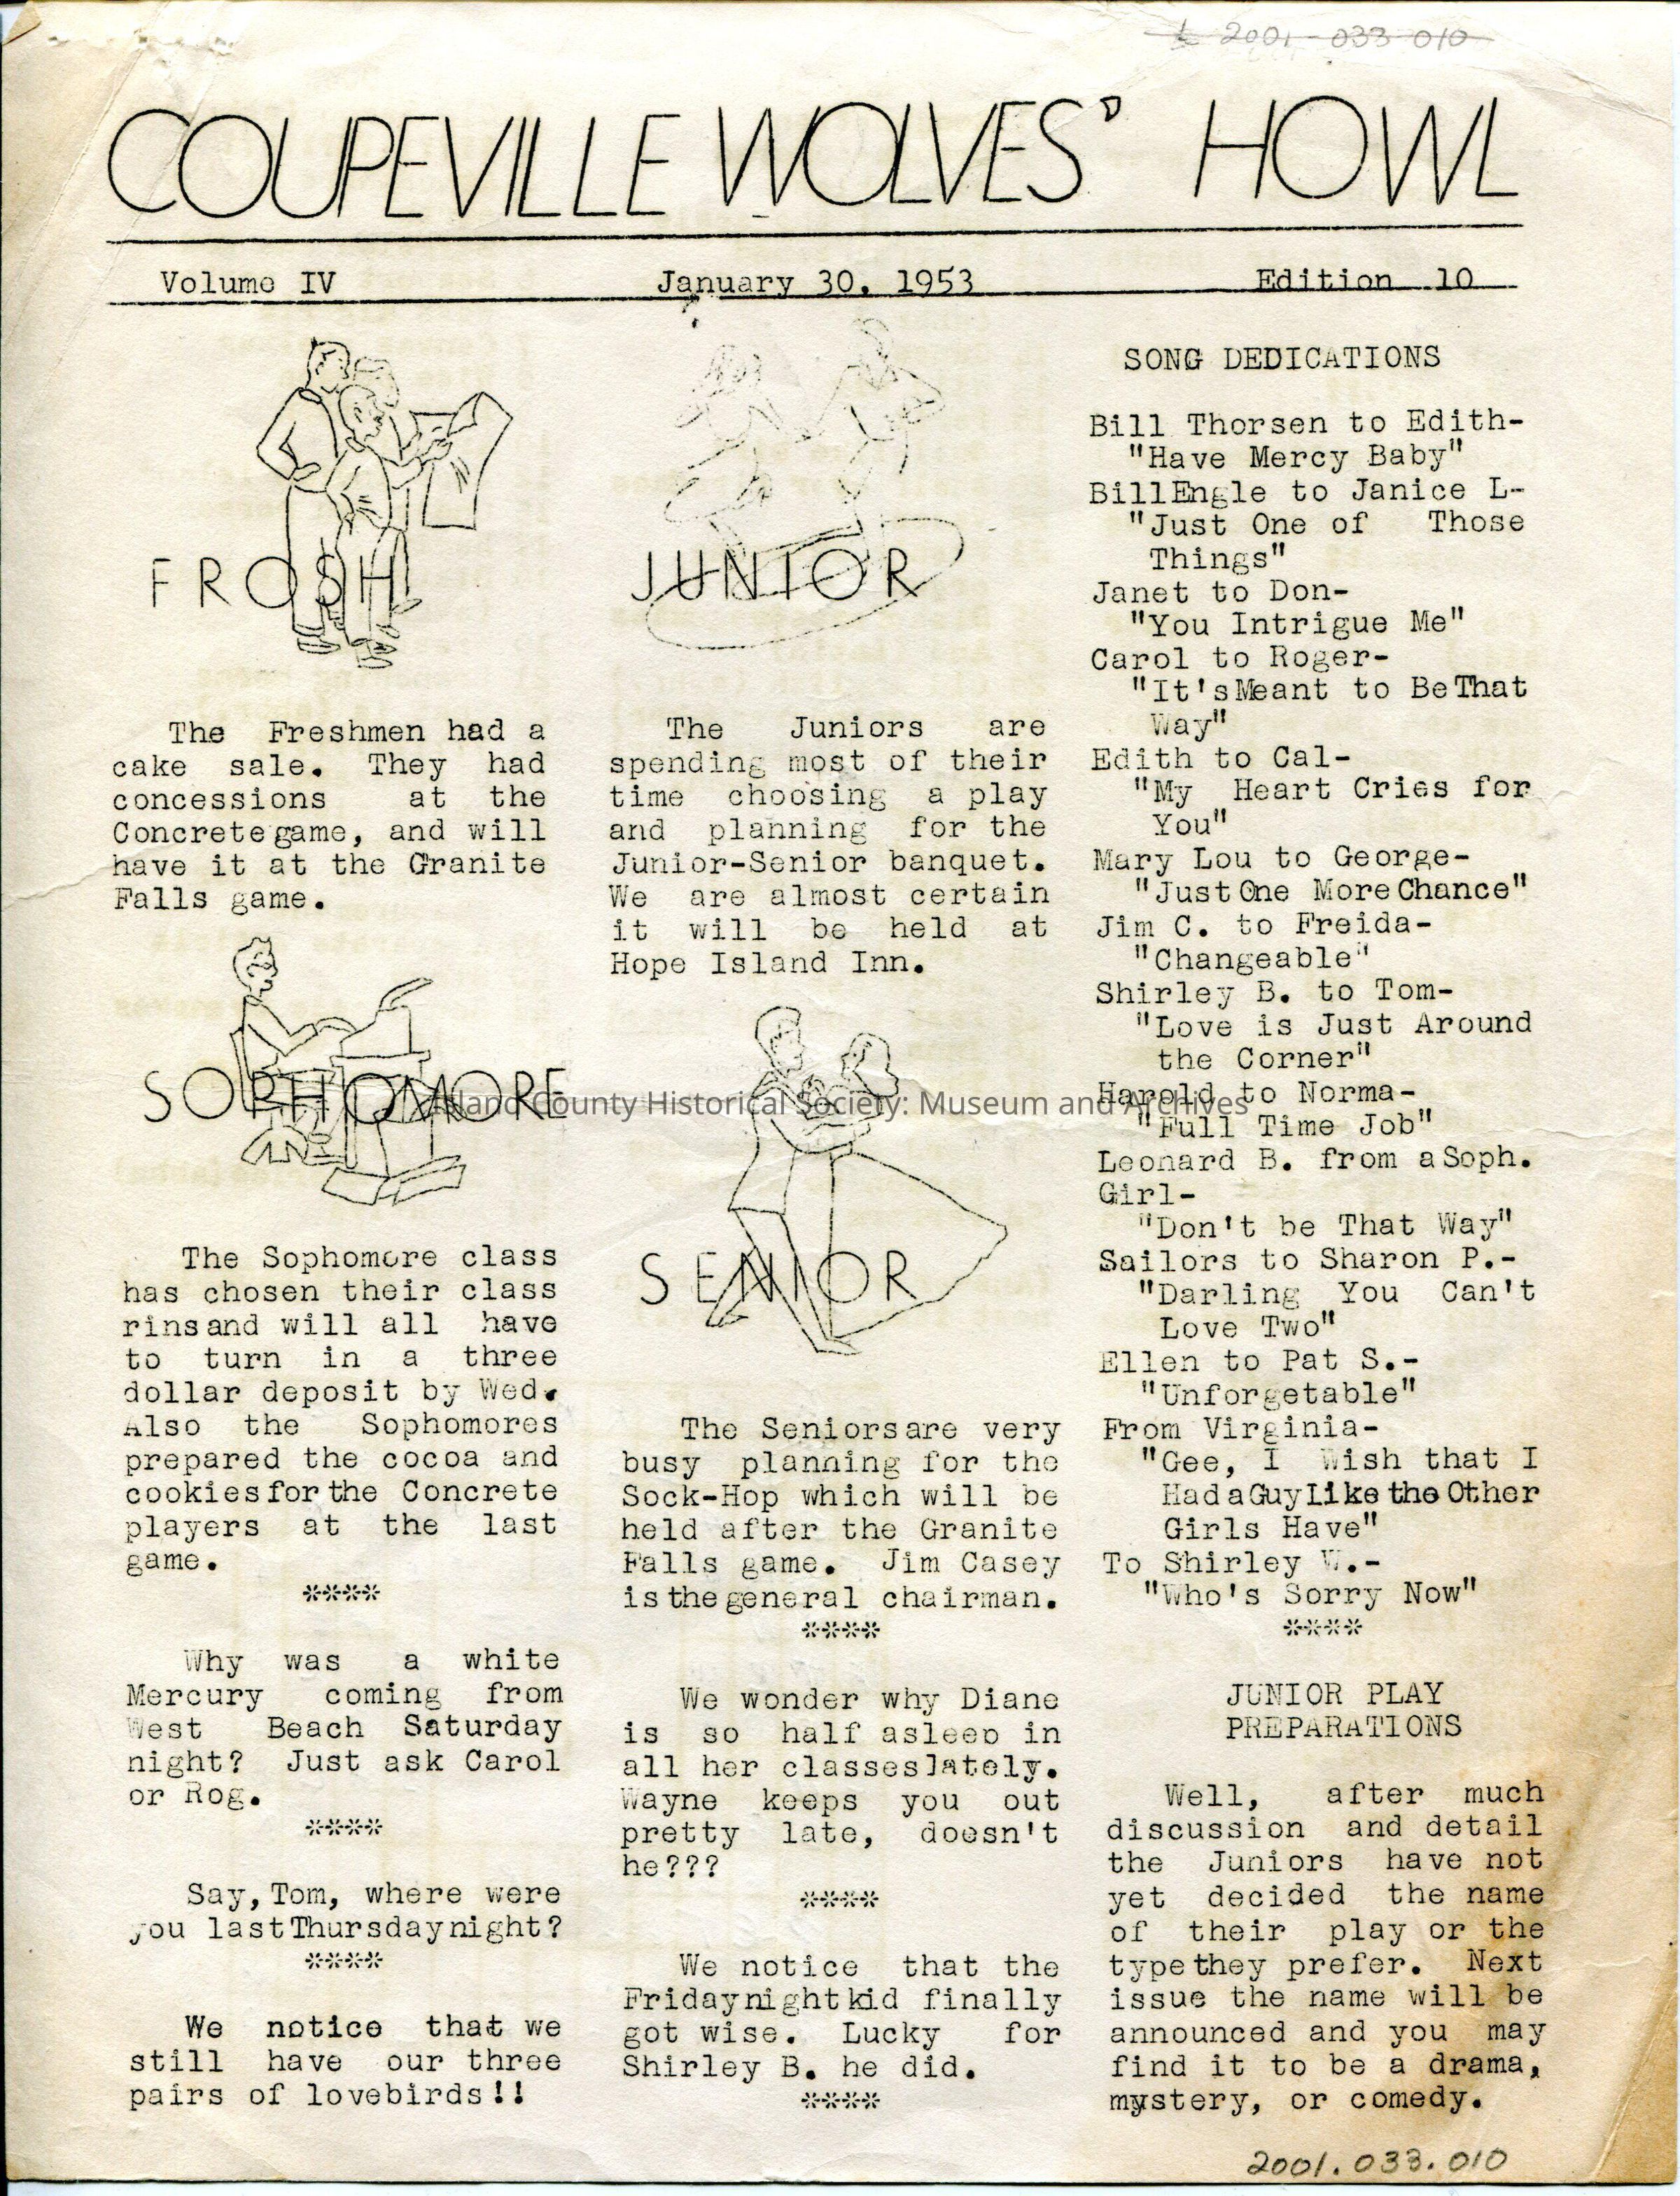 2001-033-010
COUPEVILLE WOLVES' HOWL
Volume IV January 30, 1953 Edition 10
FROSH
The Freshmen had a
cake sale. They had
concessions at the
Concrete game, and will
have it at the Granite
Falls game.
SOPHOMORE
The Sophomore class
has chosen their class
rins and will all have
to turn in a three
dollar deposit by Wed.
Also the Sophomores
prepared the cocoa and
cookies for the Concrete
players at the last
game.
****
Why was a white
Mercury coming from
West Beach Saturday
night? Just ask Carol
or Rog.
****
Say, Tom, where were
you last Thursday night?
****
We notice that we
still have our three
pairs of lovebirds!!
JUNIOR
The Juniors are
spending most of their
time choosing a play
and planning for the
Junior-Senior banquet.
We are almost certain
it will be held at
Hope Island Inn.
SENIOR
The Seniors are very
busy planning for the
Sock-Hop which will be
held after the Granite
Falls game. Jim Casey
is the general chairman.
****
We wonder why Diane
is so half asleep in
all her classes lately.
Wayne keeps you out
pretty late, doesn't
he???
****
We notice that the
Friday night kid finally
got wise. Lucky for
Shirley B. he did.
****
SONG DEDICATIONS
Bill Thorsen to Edith-
"Have Mercy Baby"
Bill Engle to Janice L-
"Just One of Those
Things"
Janet to Don-
"You Intrigue Me"
Carol to Roger-
"It's Meant to Be That
Way"
Edith to Cal-
"My Heart Cries for
You"
Mary Lou to George-
"Just One More Chance"
Jim C. to Freida-
"Changeable"
Shirley B. to Tom-
"Love is Just Around
the Corner"
Harold to Norma-
"Full Time Job"
Leonard B. from a Soph.
Girl-
"Don't be That Way"
Sailors to Sharon P.-
"Darling You Can't
Love Two"
Ellen to Pat S.-
"Unforgetable"
From Virginia-
"Gee, I Wish that I
Had a Guy Like the Other
Girls Have"
To Shirley W.-
"Who's Sorry Now"
****
JUNIOR PLAY
PREPARATIONS
Well, after much
discussion and detail
the Juniors have not
yet decided the name
of their play or the
type they prefer. Next
issue the name will be
announced and you may
find it to be a drama,
mystery, or comedy.
2001.033.010
Island County Historical Society: Museum and Archives